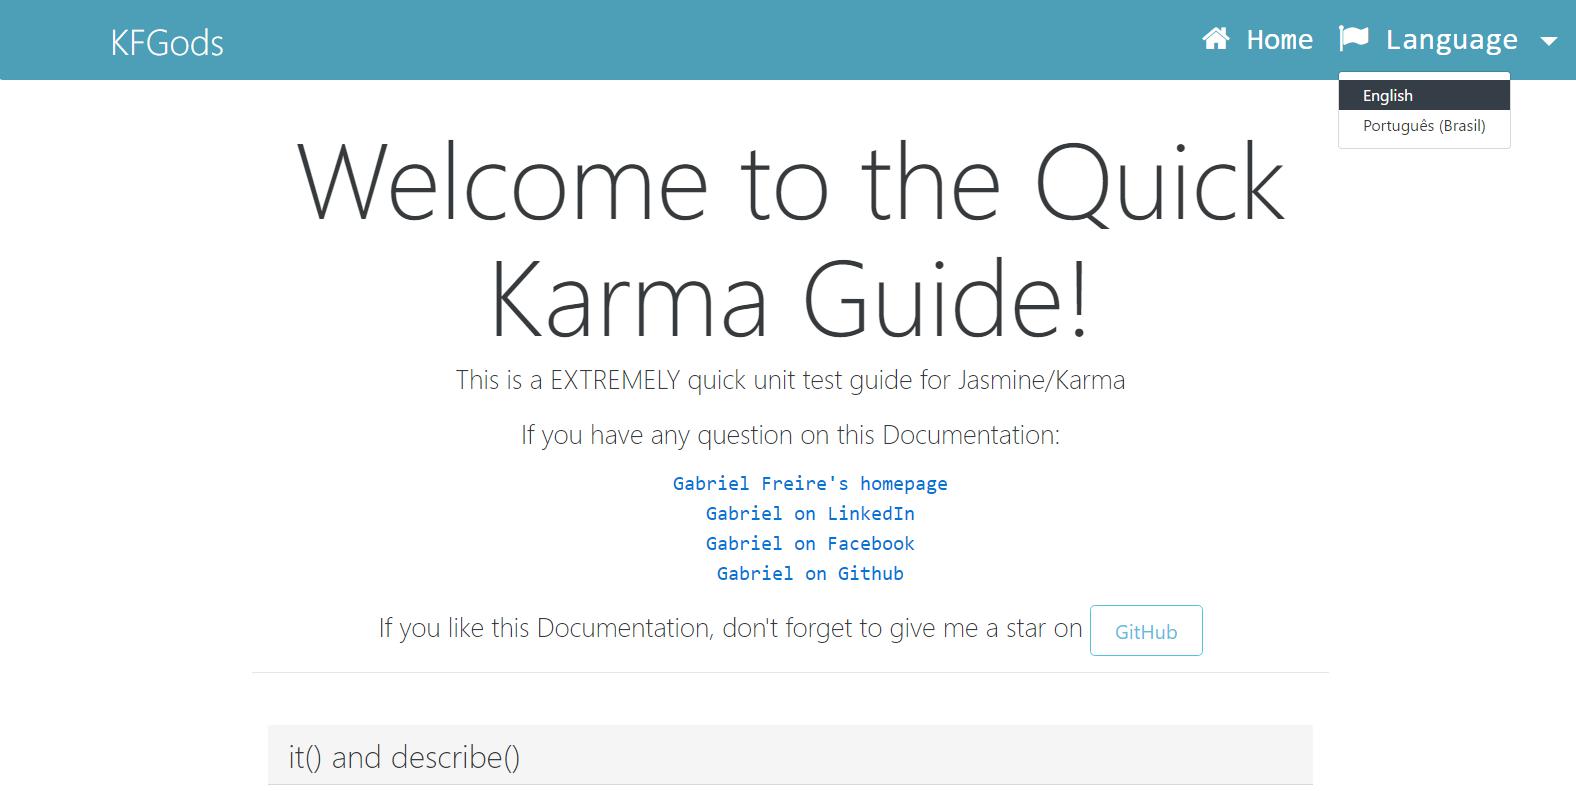 KFGods
Home
Language
English
Português (Brasil)
Welcome to the Quick
Karma Guide!
This is a EXTREMELY quick unit test guide for Jasmine/Karma
If you have any question on this Documentation:
Gabriel Freire's homepage
Gabriel on LinkedIn
Gabriel on Facebook
Gabriel on Github
If you like this Documentation, don't forget to give me a star on GitHub
it() and describe()